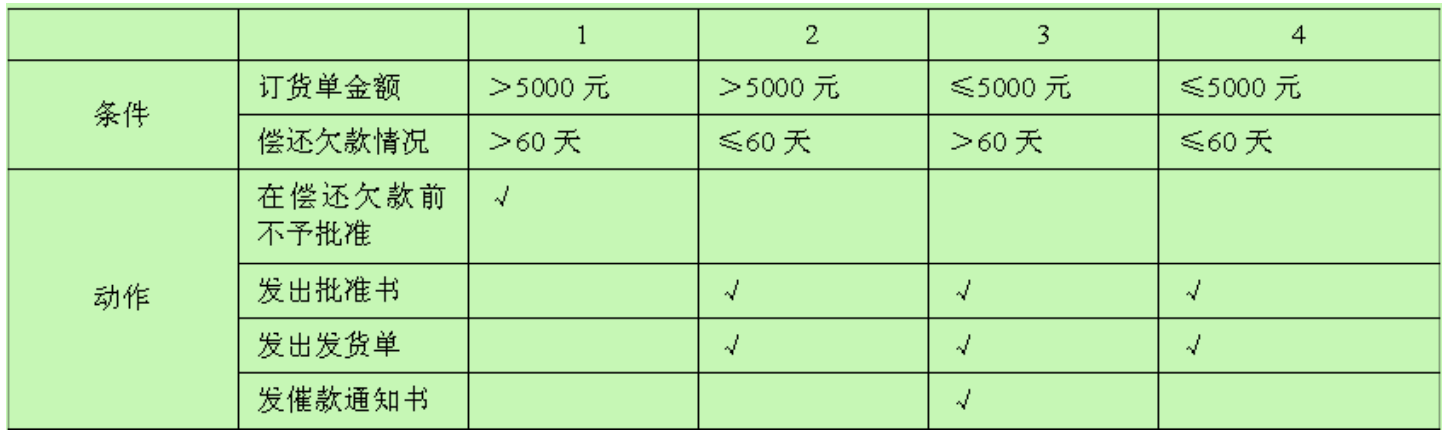 1 2 3 4
条件 订货单金额 >5000 元 >5000 元 ≤5000 元 ≤5000 元
偿还欠款情况 >60 天 ≤60 天 >60 天 ≤60 天
动作 在偿还欠款前 √
不予批准
发出批准书 √ √ √
发出发货单 √ √ √
发催款通知书 √